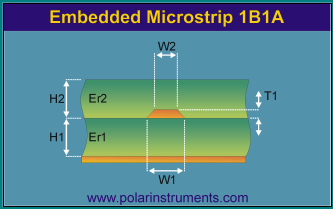 Embedded Microstrip 1B1A
W2
H2
Er2
T1
H1
Er1
W1
www.polarinstruments.com